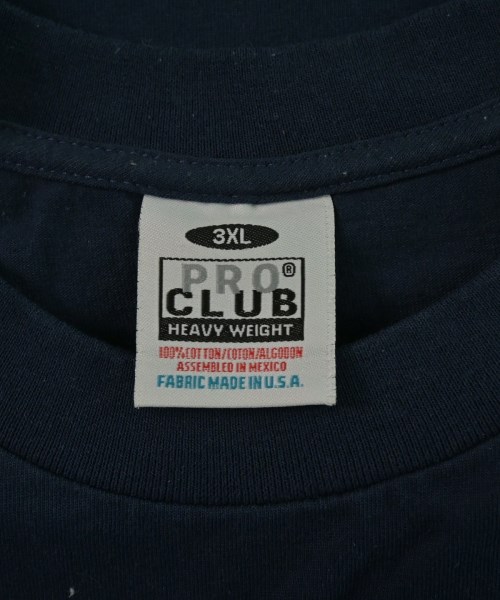 3XL
PRO®
CLUB
HEAVY WEIGHT
100%COTTON/COTON/ALGODON
ASSEMBLED IN MEXICO
FABRIC MADE IN U.S.A.